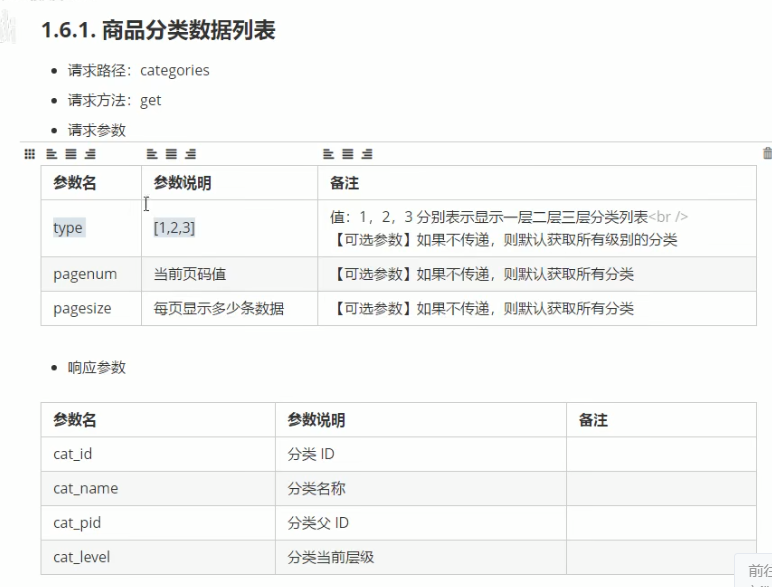 1.6.1. 商品分类数据列表
请求路径：categories
请求方法：get
请求参数
参数名 参数说明 备注
type [1,2,3] 值：1，2，3 分别表示显示一层二层三层分类列表<br />
【可选参数】如果不传递，则默认获取所有级别的分类
pagenum 当前页码值 【可选参数】如果不传递，则默认获取所有分类
pagesize 每页显示多少条数据 【可选参数】如果不传递，则默认获取所有分类
响应参数
参数名 参数说明 备注
cat_id 分类 ID
cat_name 分类名称
cat_pid 分类父 ID
cat_level 分类当前层级
前往